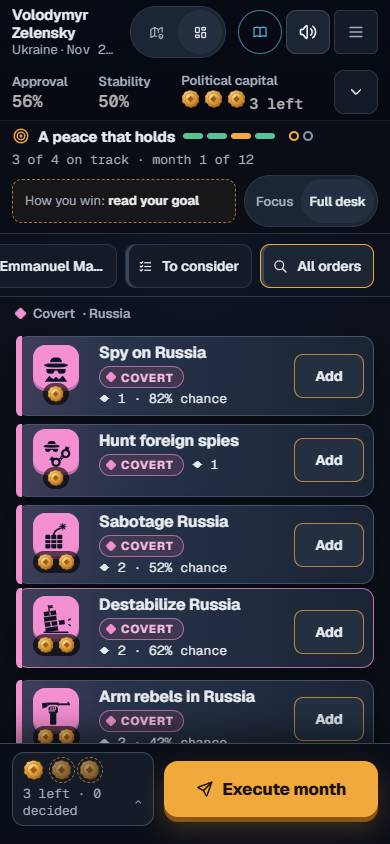 Volodymyr
Zelensky
Ukraine · Nov 2…
Approval
56%
Stability
50%
Political capital
3 left
A peace that holds
3 of 4 on track · month 1 of 12
How you win: read your goal
Focus
Full desk
Emmanuel Ma…
To consider
All orders
Covert · Russia
Spy on Russia
COVERT
1 · 82% chance
Add
Hunt foreign spies
COVERT 1
Add
Sabotage Russia
COVERT
2 · 52% chance
Add
Destabilize Russia
COVERT
2 · 62% chance
Add
Arm rebels in Russia
COVERT
2 · 42% chance
Add
3 left · 0
decided
Execute month